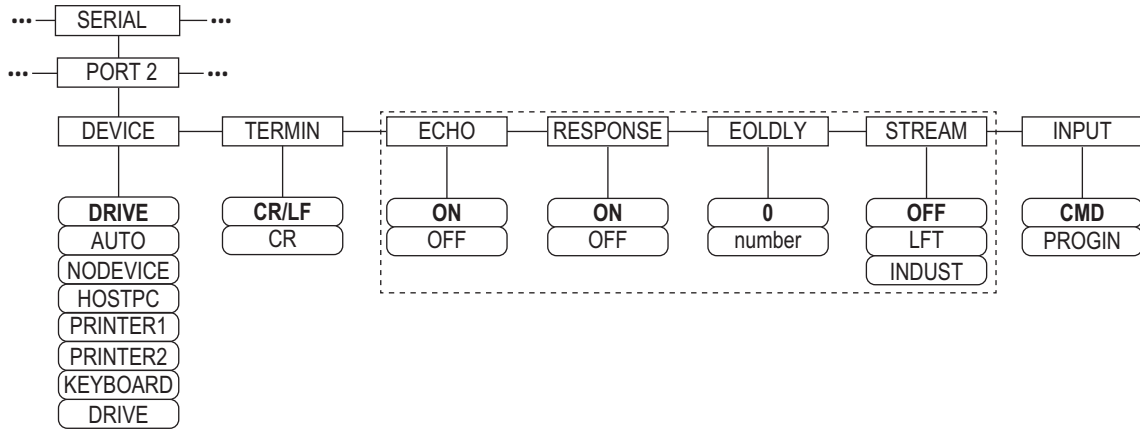 ••• SERIAL •••
••• PORT 2 •••
DEVICE TERMIN ECHO RESPONSE EOLDLY STREAM INPUT
DRIVE CR/LF ON ON 0 OFF CMD
AUTO CR OFF OFF number LFT PROGIN
NODEVICE INDUST
HOSTPC
PRINTER1
PRINTER2
KEYBOARD
DRIVE